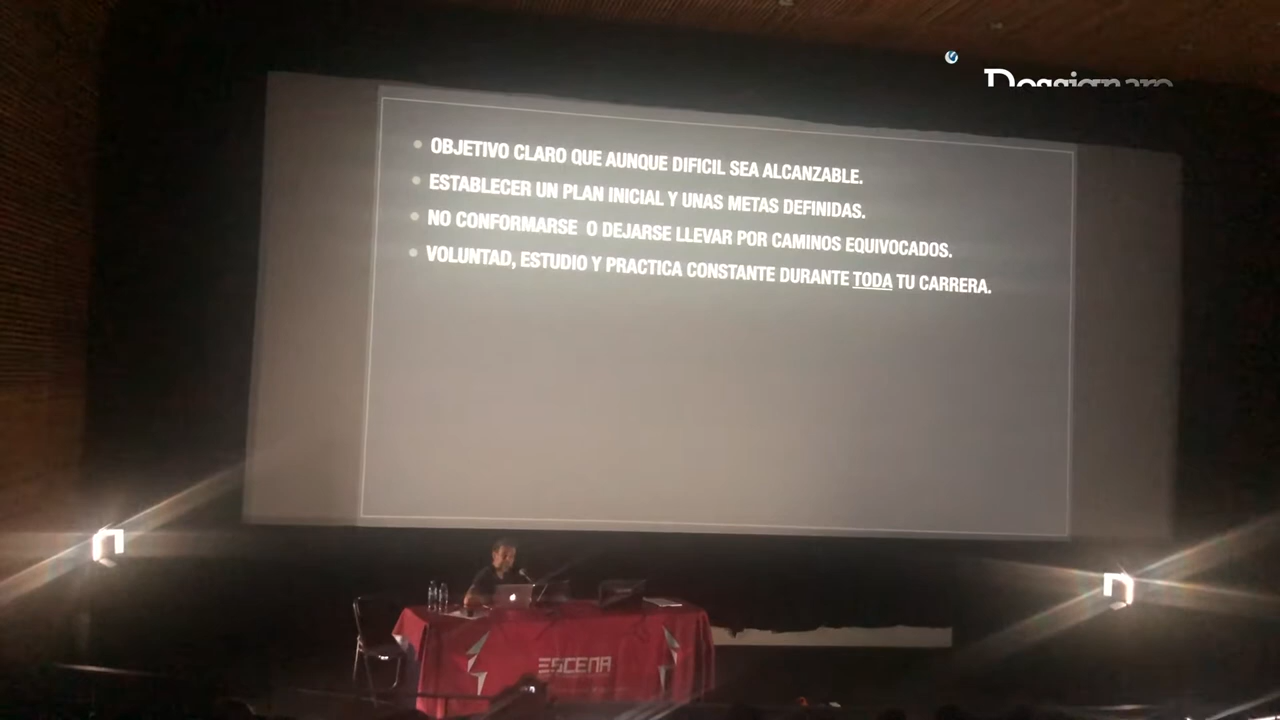 OBJETIVO CLARO QUE AUNQUE DIFICIL SEA ALCANZABLE.
ESTABLECER UN PLAN INICIAL Y UNAS METAS DEFINIDAS.
NO CONFORMARSE O DEJARSE LLEVAR POR CAMINOS EQUIVOCADOS.
VOLUNTAD, ESTUDIO Y PRACTICA CONSTANTE DURANTE TODA TU CARRERA.
ESCENA